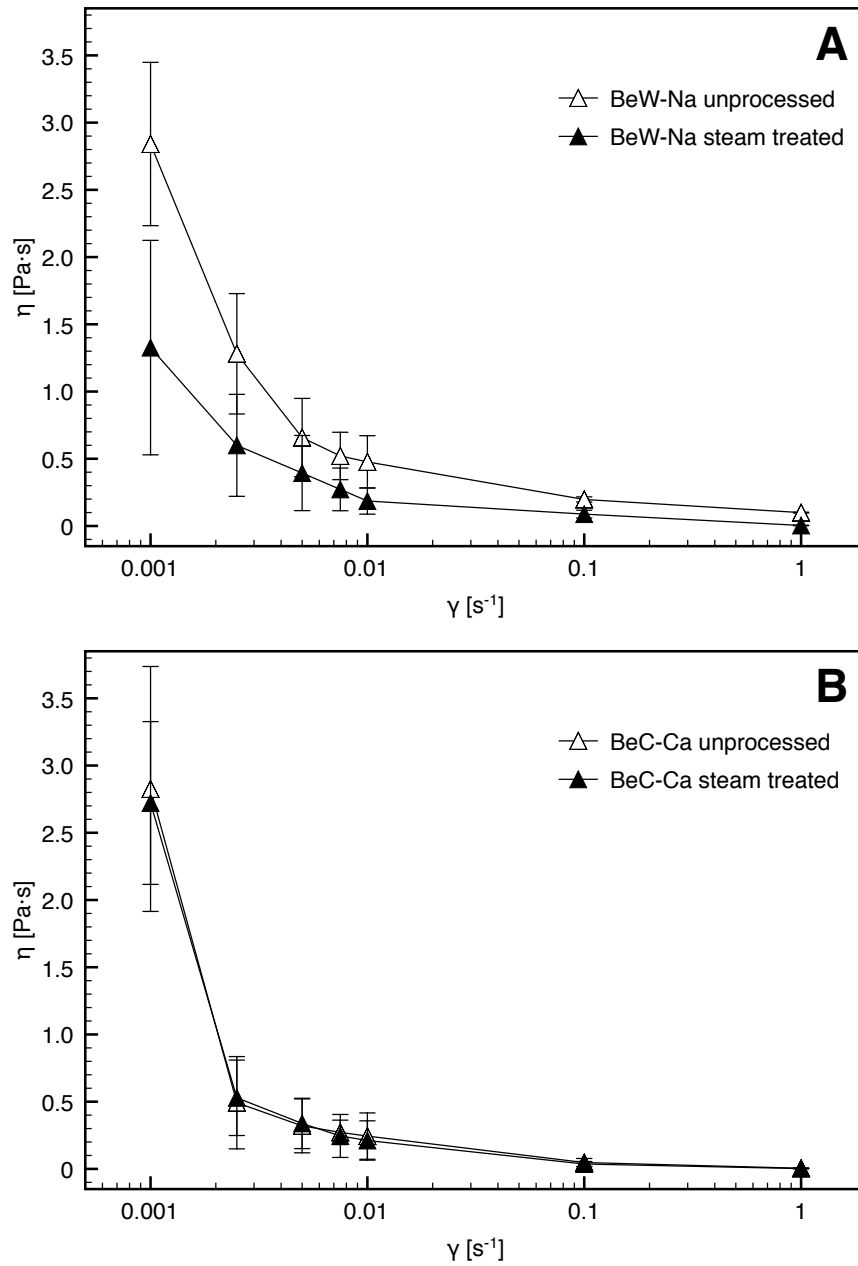 A
3.5
3.0
2.5
2.0
1.5
1.0
0.5
0
η [Pa·s]
BeW-Na unprocessed
BeW-Na steam treated
0.001 0.01 0.1 1
γ [s⁻¹]
B
3.5
3.0
2.5
2.0
1.5
1.0
0.5
0
η [Pa·s]
BeC-Ca unprocessed
BeC-Ca steam treated
0.001 0.01 0.1 1
γ [s⁻¹]